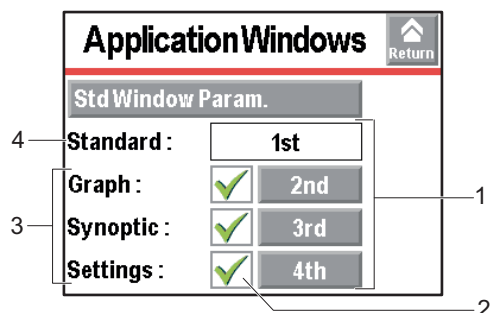 Application Windows
Return
Std Window Param.
4
Standard : 1st
Graph : 2nd
3
Synoptic : 3rd
1
Settings : 4th
2